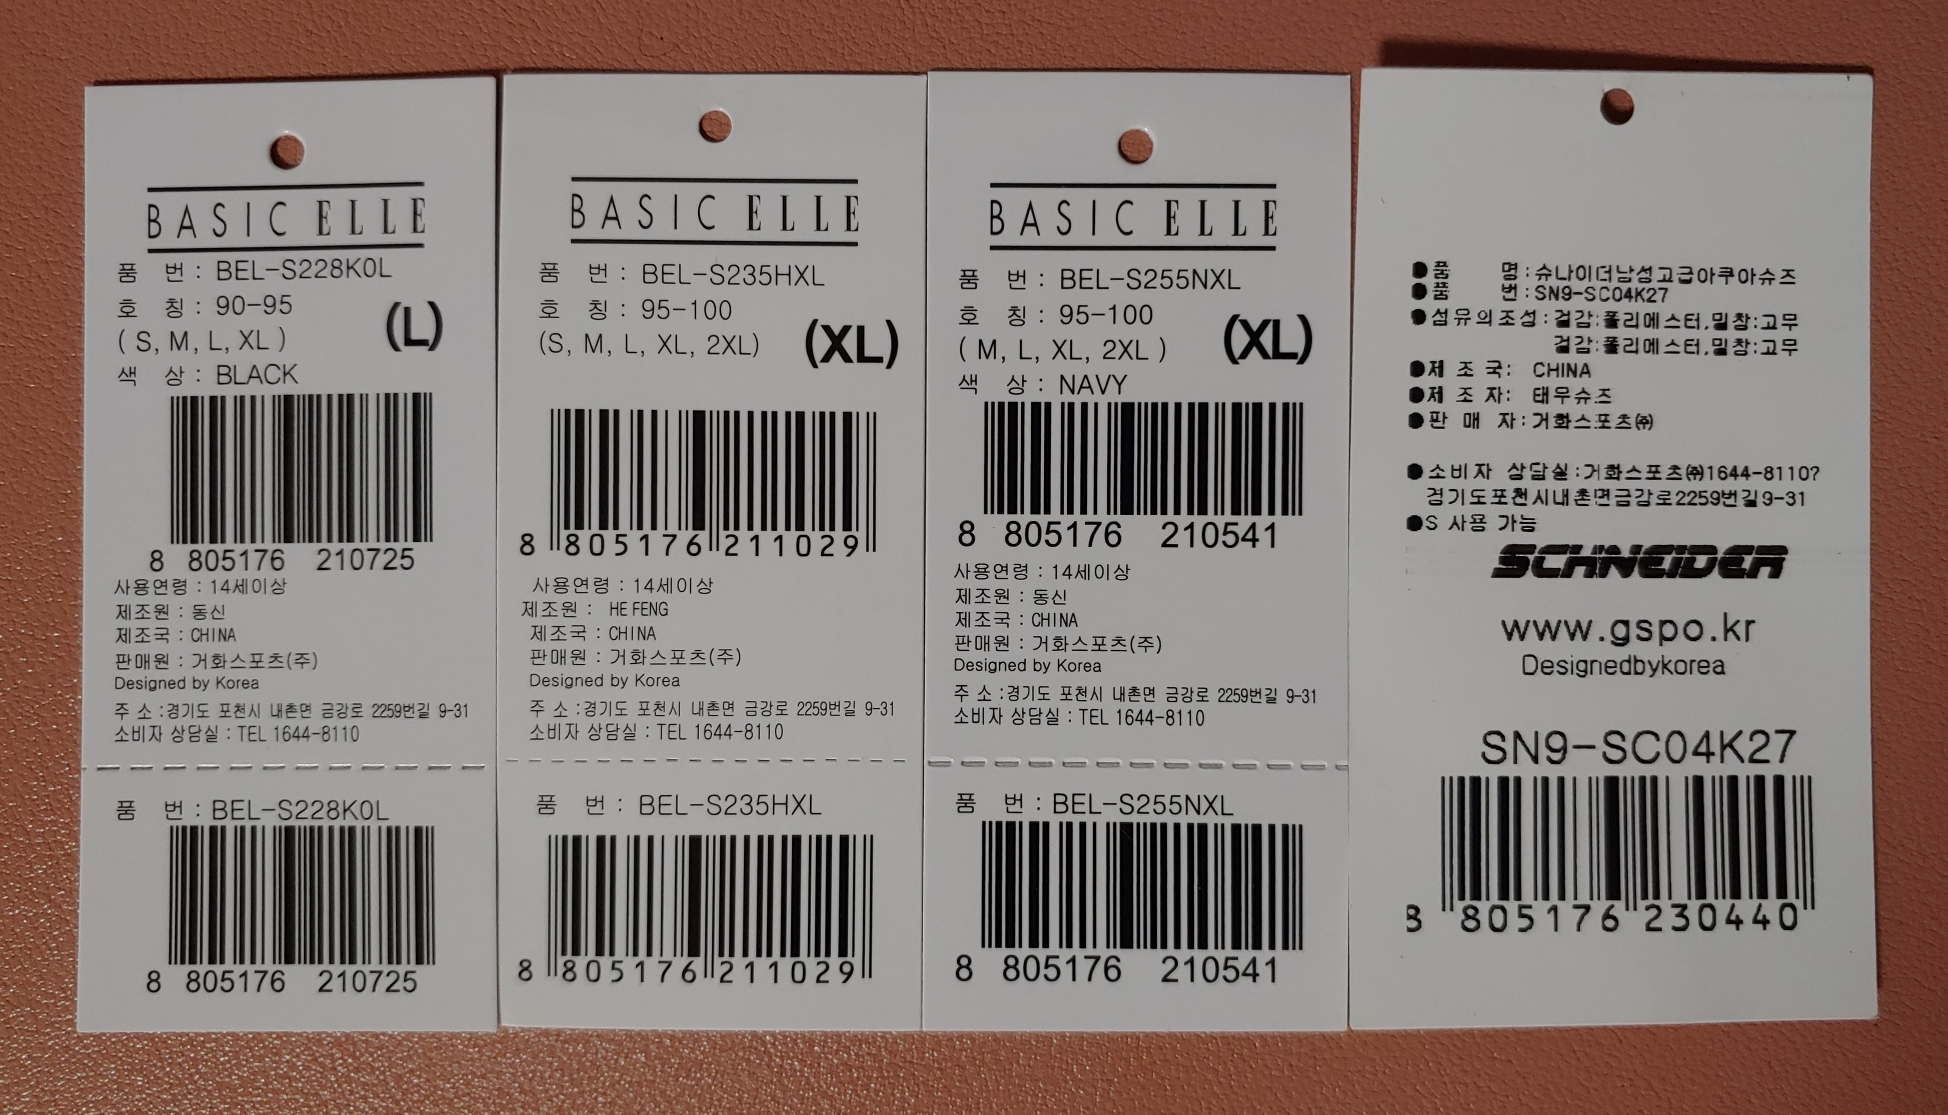 BASIC ELLE
품 번 : BEL-S228K0L
호 칭 : 90-95
( S, M, L, XL )
(L)
색 상 : BLACK
8 805176 210725
사용연령 : 14세이상
제조원 : 동신
제조국 : CHINA
판매원 : 거화스포츠(주)
Designed by Korea
주 소 :경기도 포천시 내촌면 금강로 2259번길 9-31
소비자 상담실 : TEL 1644-8110
품 번 : BEL-S228K0L
8 805176 210725
BASIC ELLE
품 번 : BEL-S235HXL
호 칭 : 95-100
(S, M, L, XL, 2XL)
(XL)
8 805176 211029
사용연령 : 14세이상
제조원 : HE FENG
제조국 : CHINA
판매원 : 거화스포츠(주)
Designed by Korea
주 소 :경기도 포천시 내촌면 금강로 2259번길 9-31
소비자 상담실 : TEL 1644-8110
품 번 : BEL-S235HXL
8 805176 211029
BASIC ELLE
품 번 : BEL-S255NXL
호 칭 : 95-100
( M, L, XL, 2XL )
(XL)
색 상 : NAVY
8 805176 210541
사용연령 : 14세이상
제조원 : 동신
제조국 : CHINA
판매원 : 거화스포츠(주)
Designed by Korea
주 소 :경기도 포천시 내촌면 금강로 2259번길 9-31
소비자 상담실 : TEL 1644-8110
품 번 : BEL-S255NXL
8 805176 210541
●품 명:슈나이더남성고급아쿠아슈즈
●품 번:SN9-SC04K27
●섬유의조성:겉감:폴리에스터,밑창:고무
겉감:폴리에스터,밑창:고무
●제 조 국: CHINA
●제 조 자: 태우슈즈
●판 매 자:거화스포츠㈜
●소비자 상담실:거화스포츠㈜1644-8110?
경기도포천시내촌면금강로2259번길9-31
●S 사용 가능
SCHNEIDER
www.gspo.kr
Designedbykorea
SN9-SC04K27
8 805176 230440